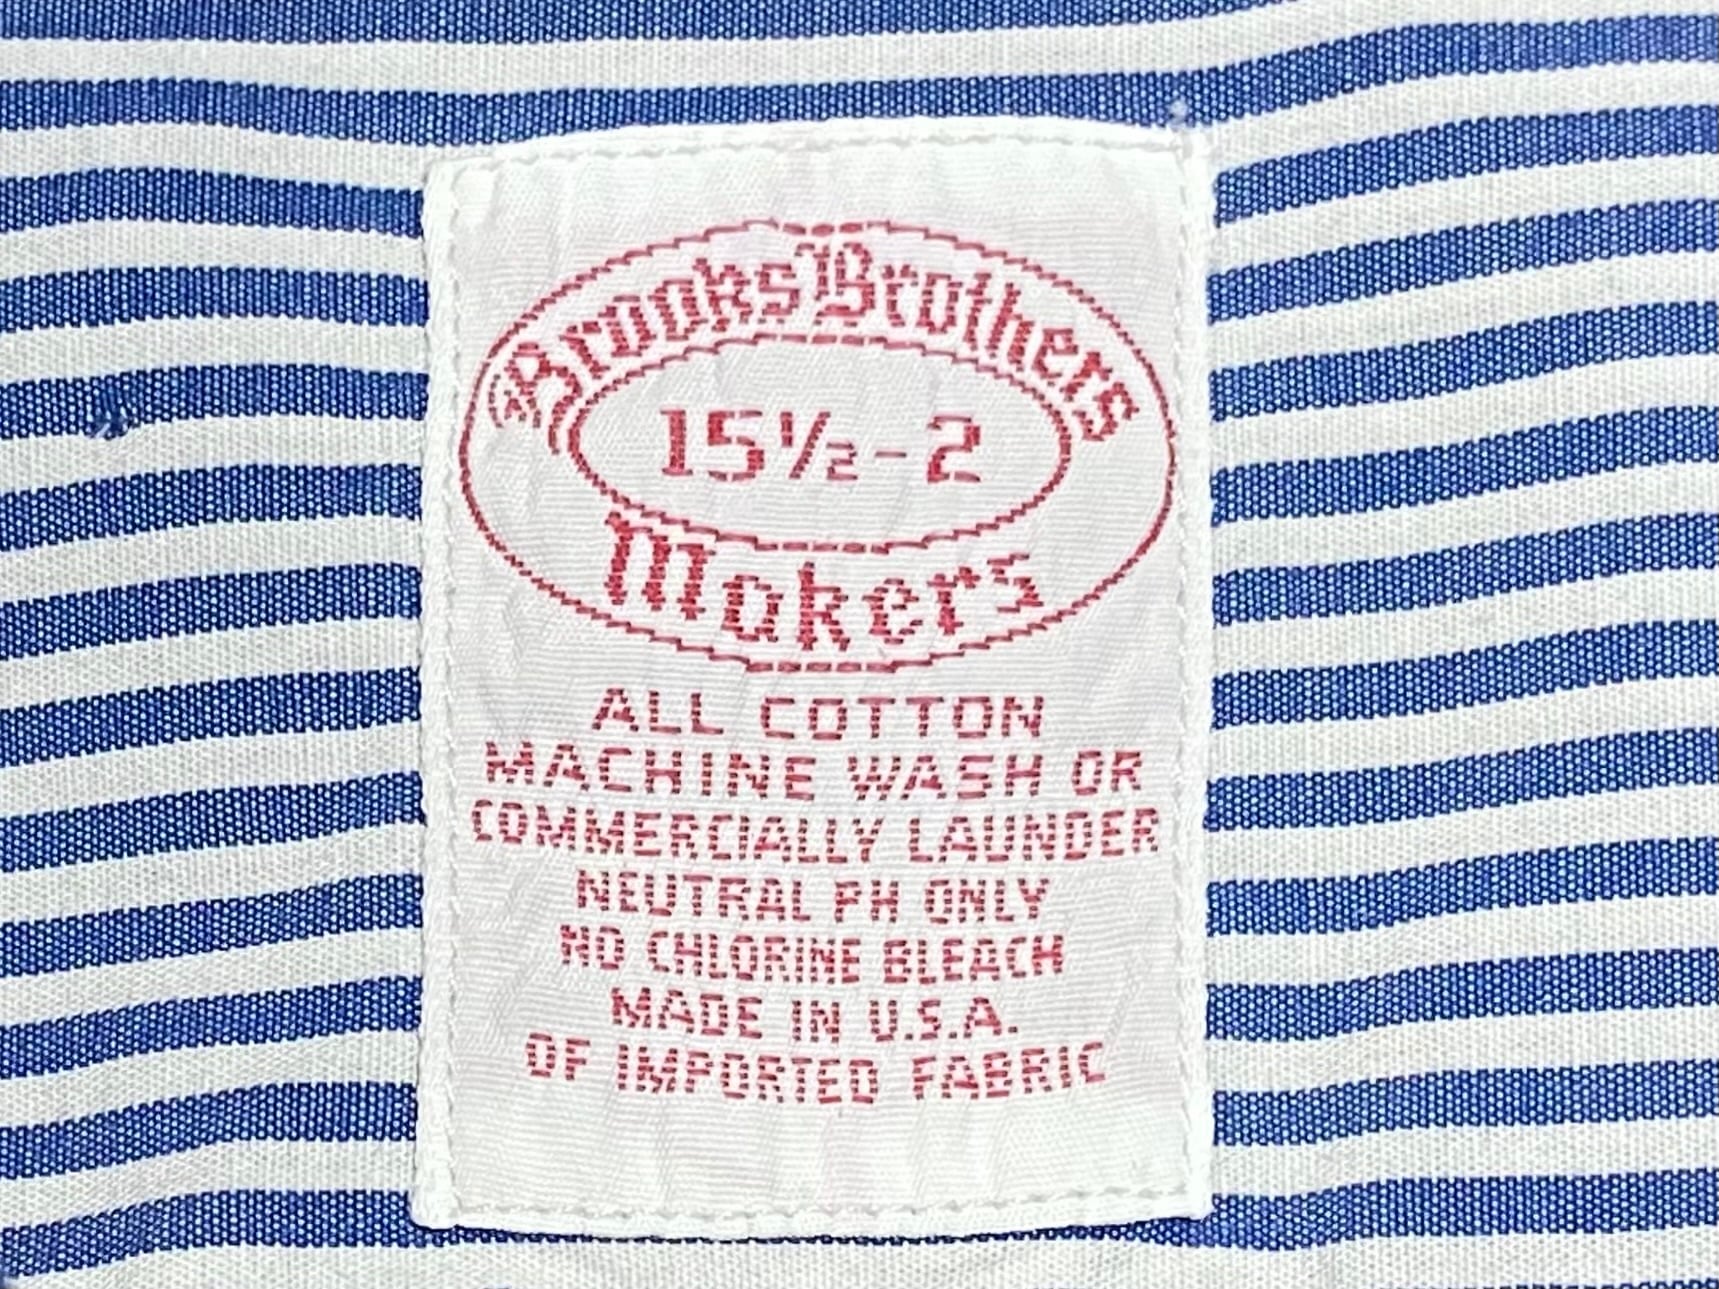 Brooks Brothers
15½-2
Makers
ALL COTTON
MACHINE WASH OR
COMMERCIALLY LAUNDER
NEUTRAL PH ONLY
NO CHLORINE BLEACH
MADE IN U.S.A.
OF IMPORTED FABRIC